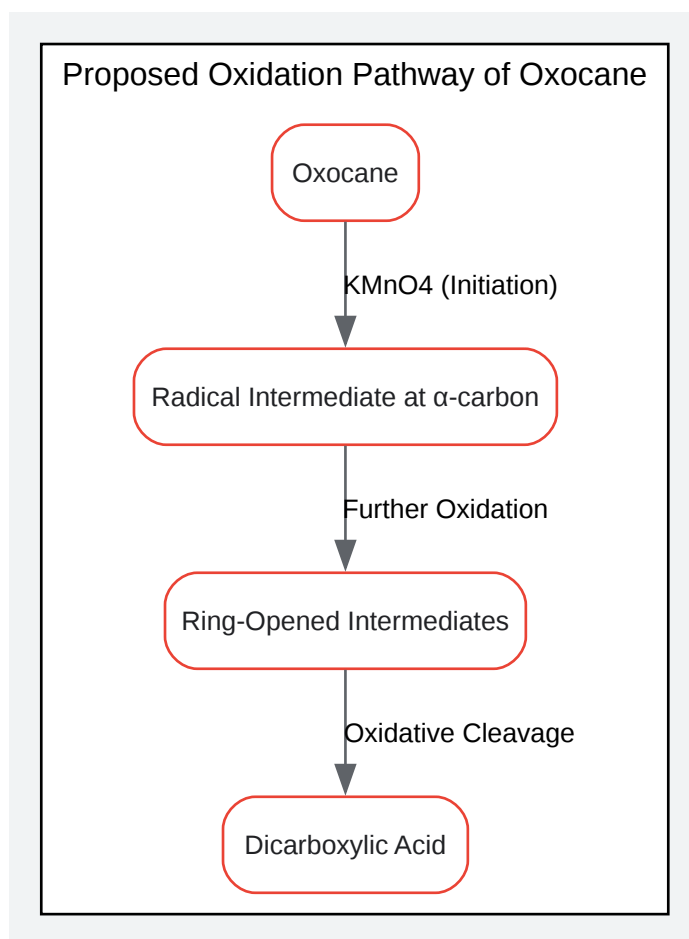 Proposed Oxidation Pathway of Oxocane
Oxocane
KMnO4 (Initiation)
Radical Intermediate at α-carbon
Further Oxidation
Ring-Opened Intermediates
Oxidative Cleavage
Dicarboxylic Acid